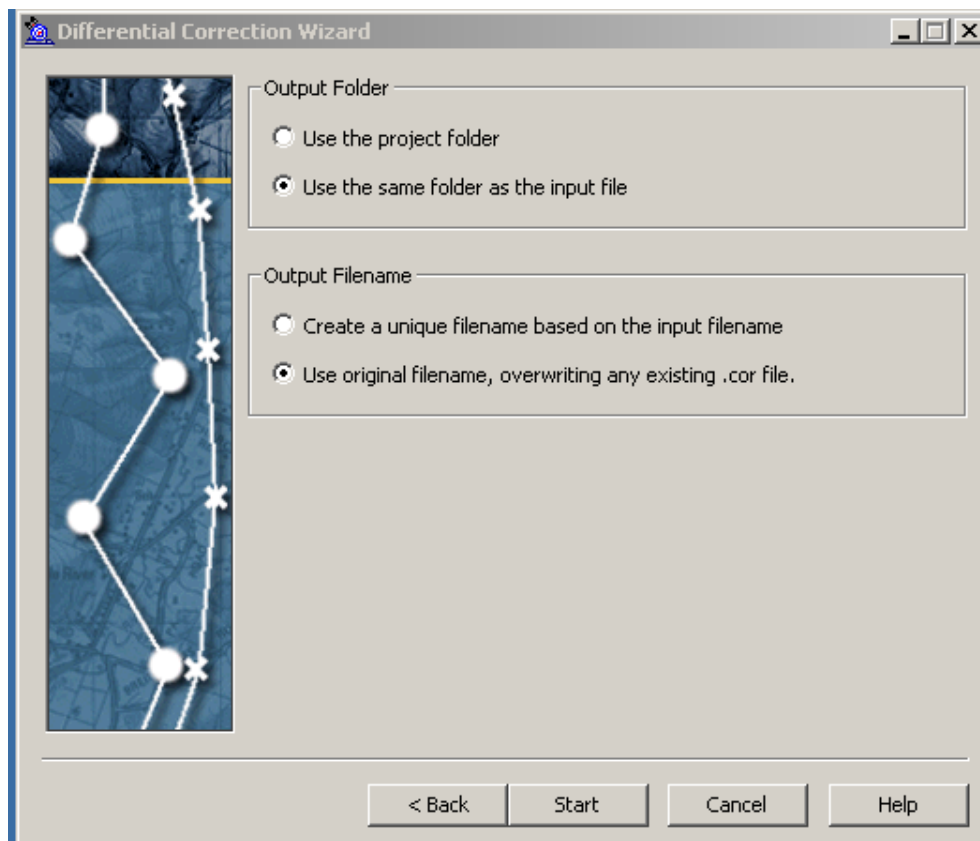 Differential Correction Wizard
Output Folder
Use the project folder
Use the same folder as the input file
Output Filename
Create a unique filename based on the input filename
Use original filename, overwriting any existing .cor file.
< Back
Start
Cancel
Help